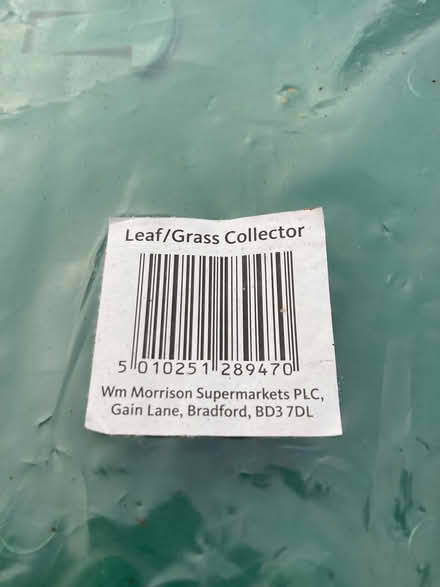 Leaf/Grass Collector
5 010251 289470
Wm Morrison Supermarkets PLC,
Gain Lane, Bradford, BD3 7DL